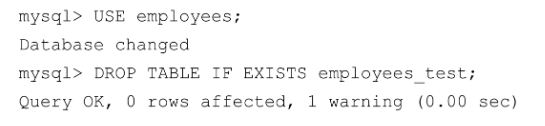 mysql> USE employees;
Database changed
mysql> DROP TABLE IF EXISTS employees_test;
Query OK, 0 rows affected, 1 warning (0.00 sec)